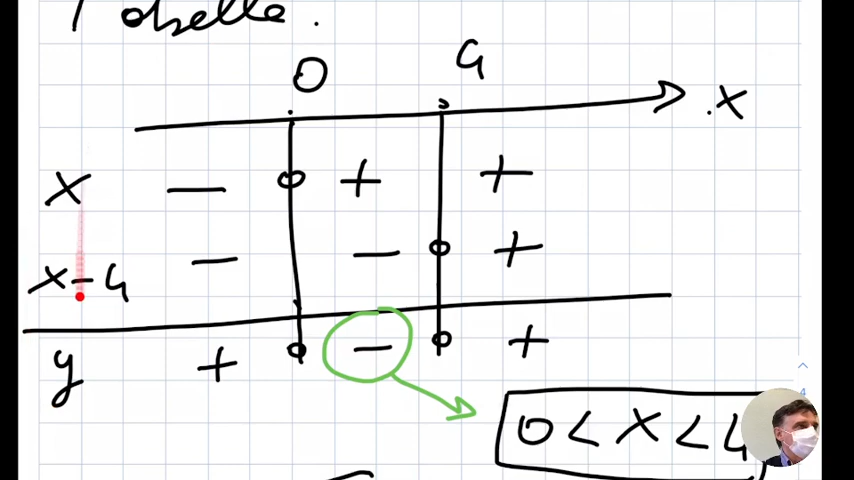 Tabelle.
0 4
x
x - + +
x-4 - - +
y + - +
0 < x < 4